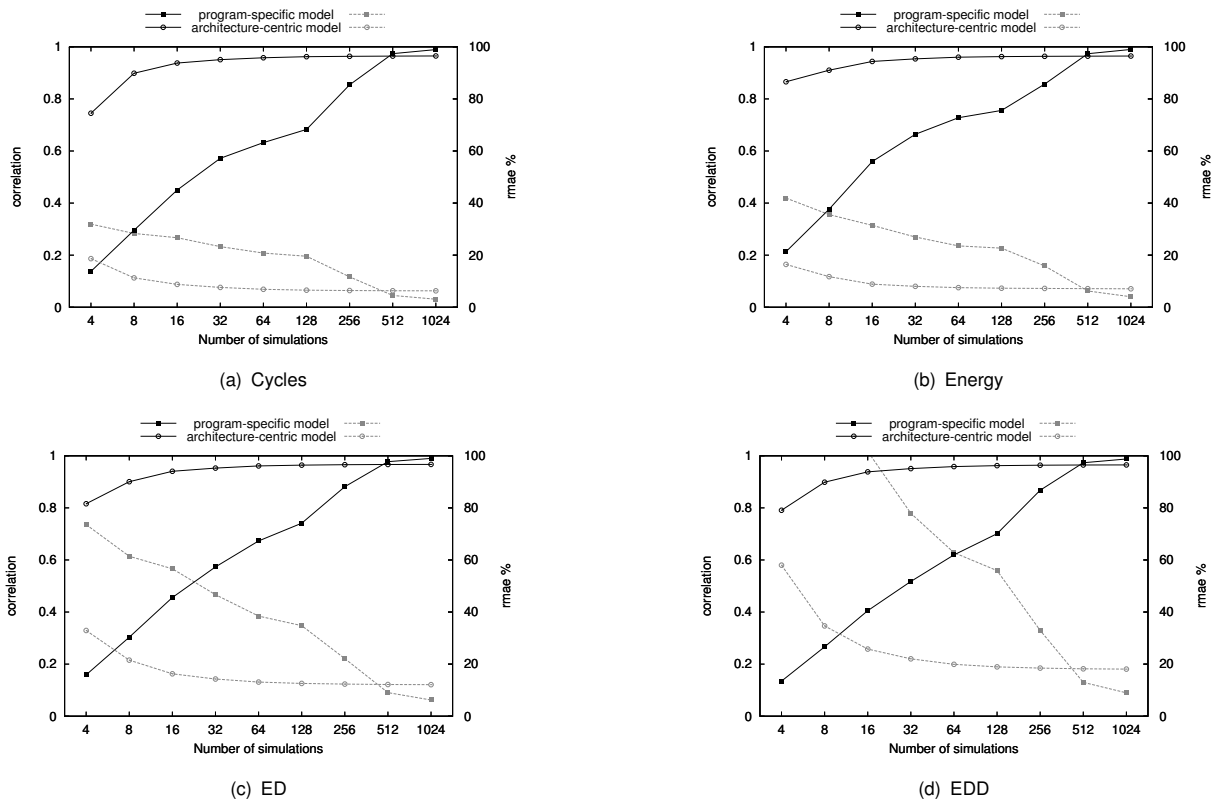 program-specific model
architecture-centric model
1
0.8
0.6
0.4
0.2
0
correlation
100
80
60
40
20
0
rmae %
4 8 16 32 64 128 256 512 1024
Number of simulations
(a) Cycles
program-specific model
architecture-centric model
1
0.8
0.6
0.4
0.2
0
correlation
100
80
60
40
20
0
rmae %
4 8 16 32 64 128 256 512 1024
Number of simulations
(b) Energy
program-specific model
architecture-centric model
1
0.8
0.6
0.4
0.2
0
correlation
100
80
60
40
20
0
rmae %
4 8 16 32 64 128 256 512 1024
Number of simulations
(c) ED
program-specific model
architecture-centric model
1
0.8
0.6
0.4
0.2
0
correlation
100
80
60
40
20
0
rmae %
4 8 16 32 64 128 256 512 1024
Number of simulations
(d) EDD